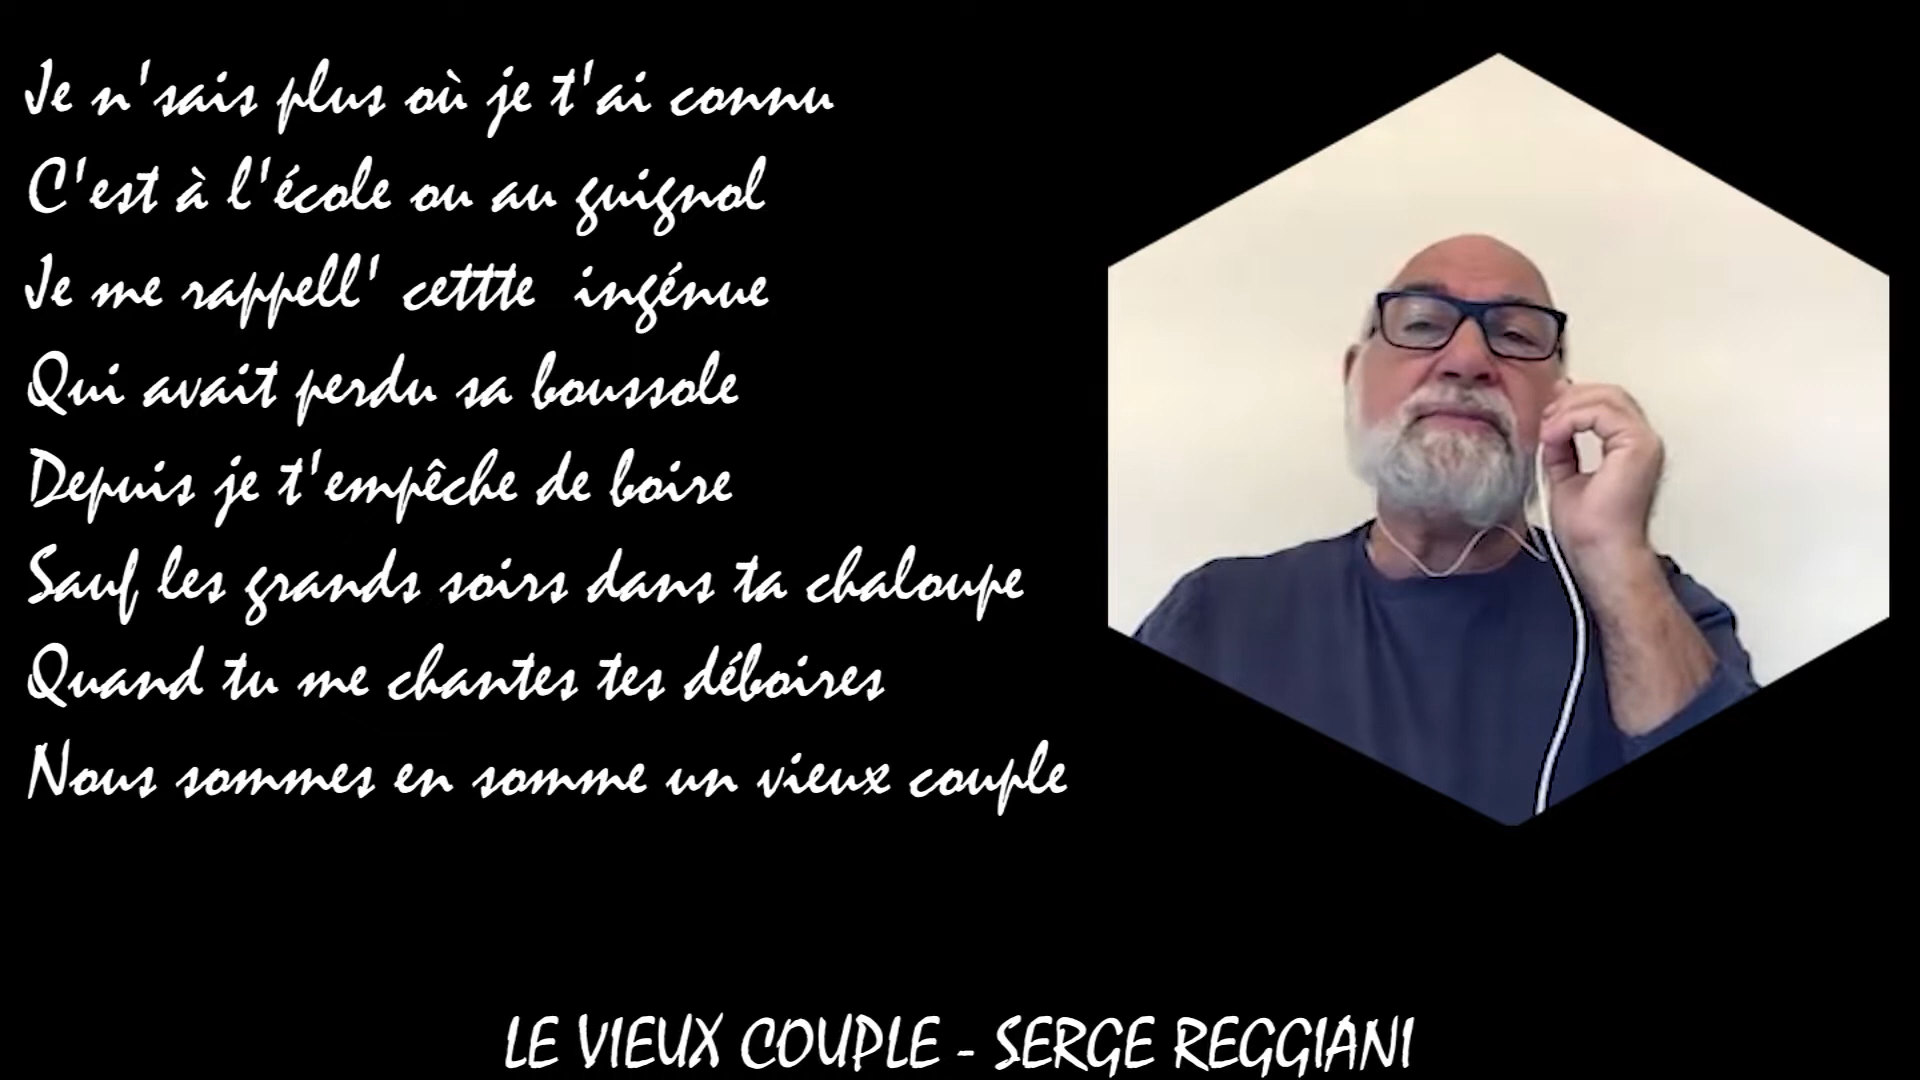 Je n'sais plus où je t'ai connu
C'est à l'école ou au guignol
Je me rappell' cettte ingénue
Qui avait perdu sa boussole
Depuis je t'empêche de boire
Sauf les grands soirs dans ta chaloupe
Quand tu me chantes tes déboires
Nous sommes en somme un vieux couple
LE VIEUX COUPLE - SERGE REGGIANI